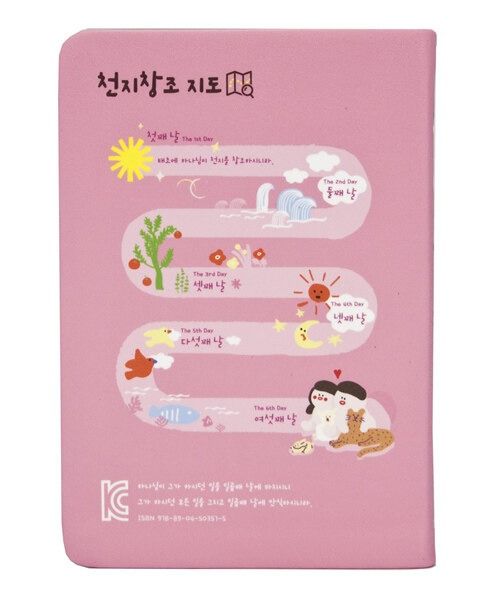 천지창조 지도
첫째 날 The 1st Day
태초에 하나님이 천지를 창조하시니라.
The 2nd Day
둘째 날
The 3rd Day
셋째 날
The 4th Day
넷째 날
The 5th Day
다섯째 날
The 6th Day
여섯째 날
하나님이 그가 하시던 일을 일곱째 날에 마치시니
그가 하시던 모든 일을 그치고 일곱째 날에 안식하시니라.
ISBN 978-89-06-50351-5
KC